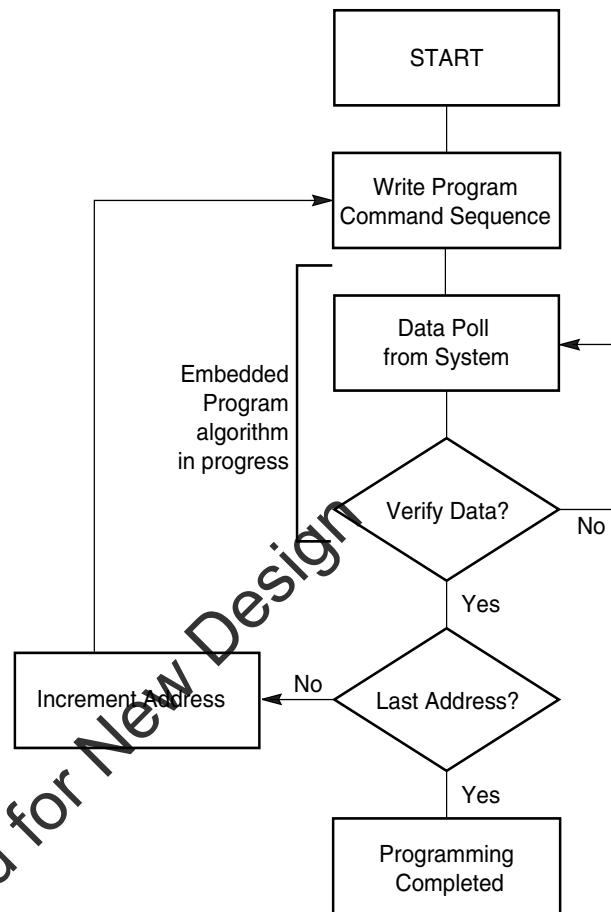 START
Write Program
Command Sequence
Data Poll
from System
Embedded
Program
algorithm
in progress
Verify Data?
No
Yes
Increment Address
No
Last Address?
Yes
Programming
Completed
for New Design